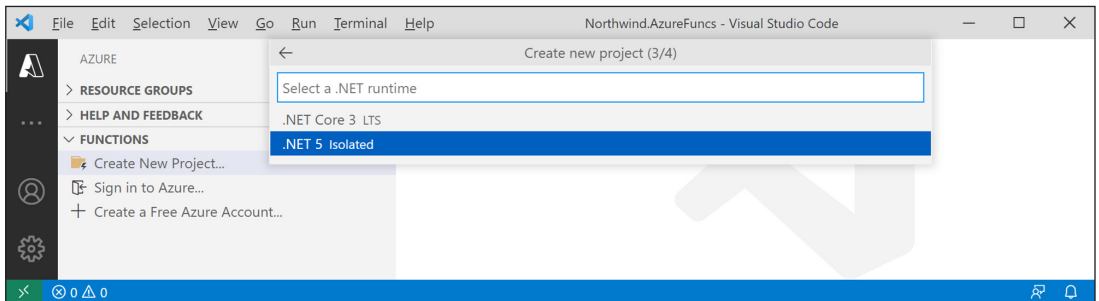 File Edit Selection View Go Run Terminal Help Northwind.AzureFuncs - Visual Studio Code
AZURE
Create new project (3/4)
RESOURCE GROUPS
Select a .NET runtime
HELP AND FEEDBACK
.NET Core 3 LTS
FUNCTIONS
.NET 5 Isolated
Create New Project...
Sign in to Azure...
Create a Free Azure Account...
0 0